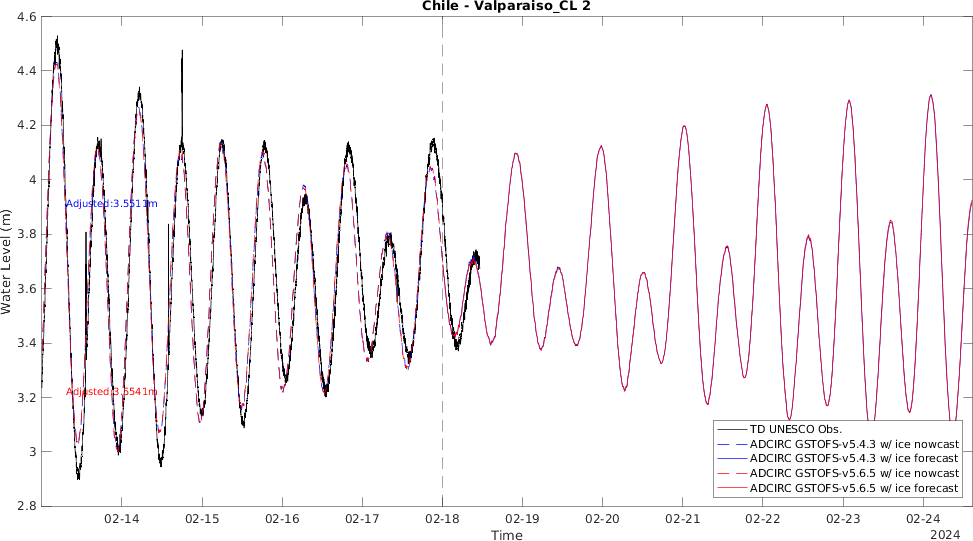 Chile - Valparaiso_CL 2
4.6
4.4
4.2
4
3.8
3.6
3.4
3.2
3
2.8
Water Level (m)
Adjusted:3.5511m
Adjusted:3.5541m
TD UNESCO Obs.
ADCIRC GSTOFS-v5.4.3 w/ ice nowcast
ADCIRC GSTOFS-v5.4.3 w/ ice forecast
ADCIRC GSTOFS-v5.6.5 w/ ice nowcast
ADCIRC GSTOFS-v5.6.5 w/ ice forecast
02-14 02-15 02-16 02-17 02-18 02-19 02-20 02-21 02-22 02-23 02-24
Time
2024